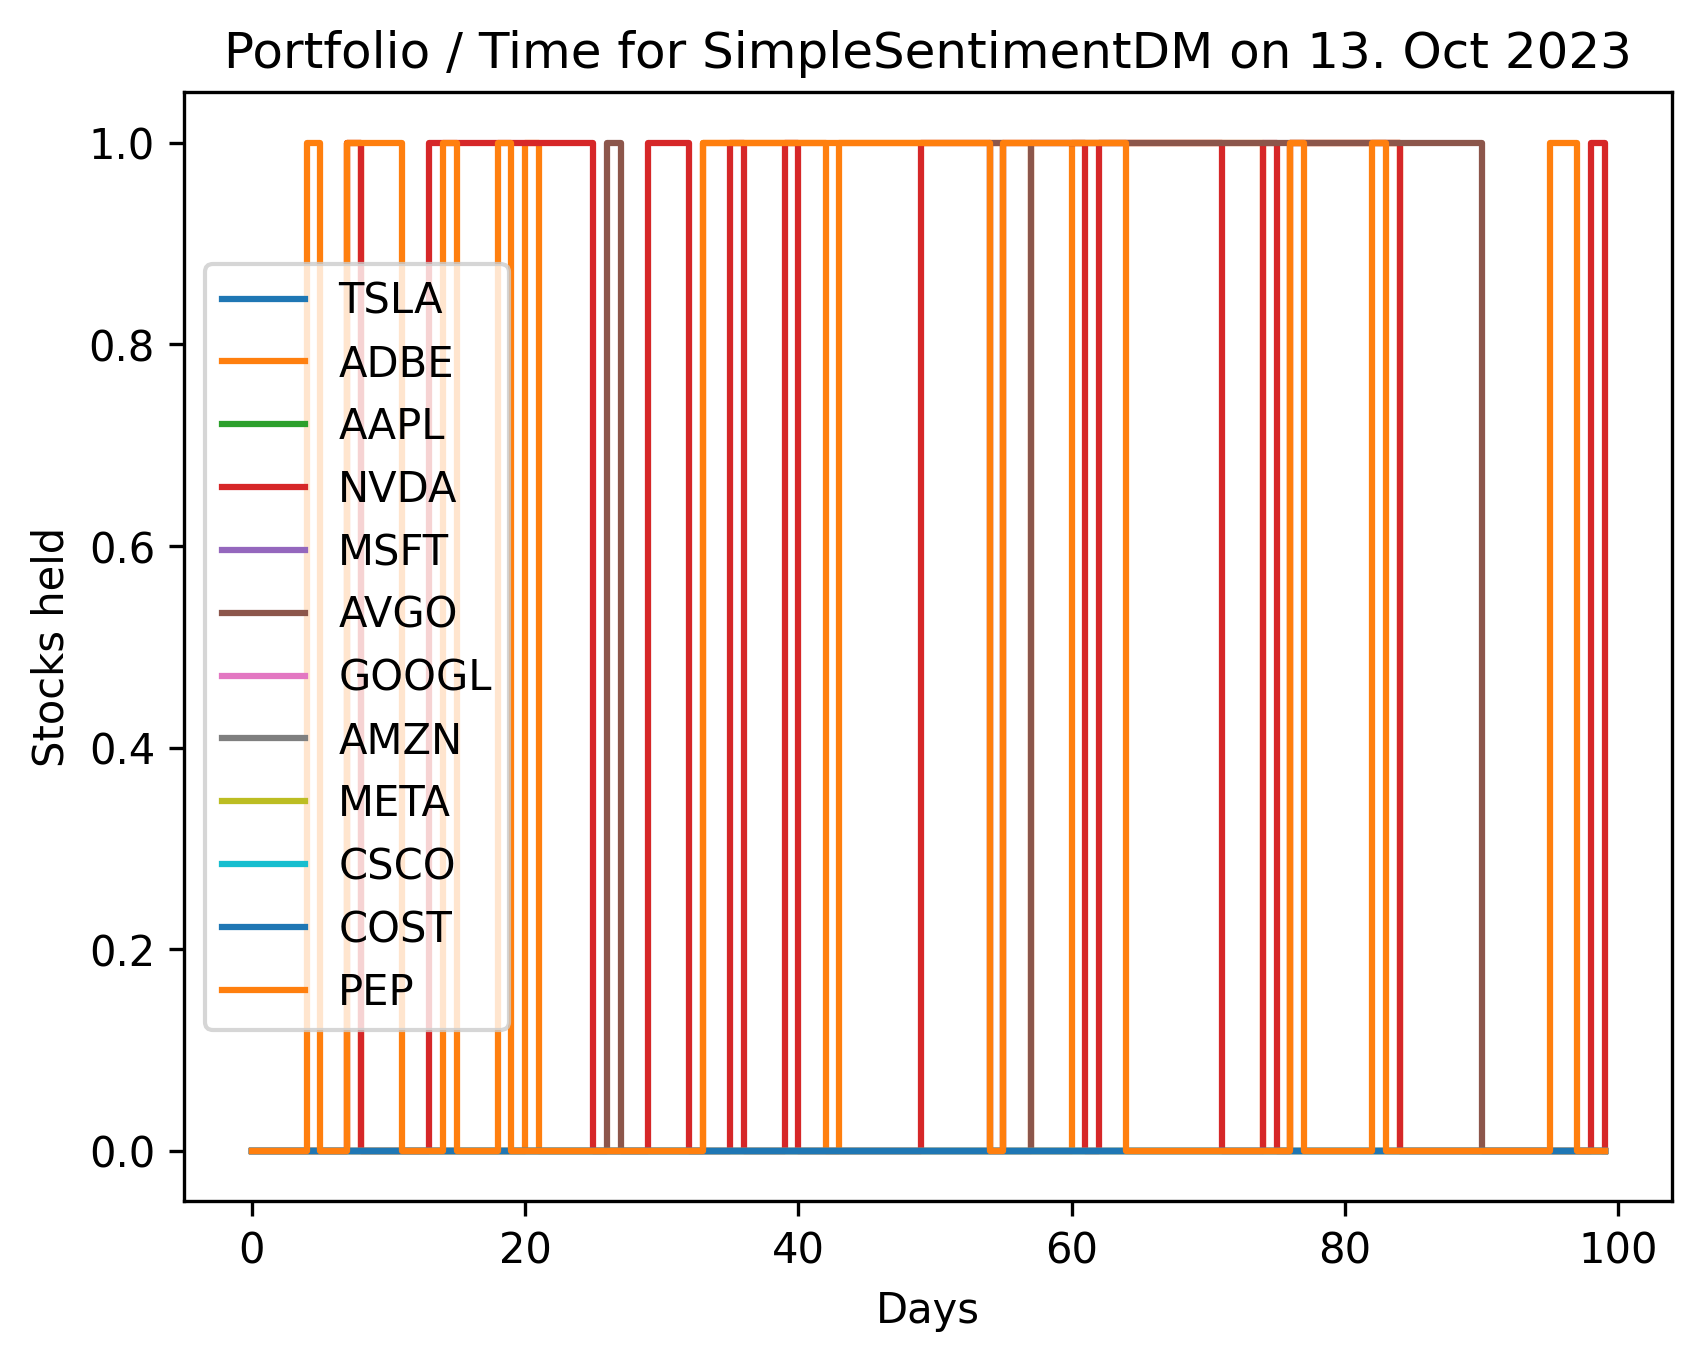 Portfolio / Time for SimpleSentimentDM on 13. Oct 2023
Stocks held
1.0
0.8
0.6
0.4
0.2
0.0
TSLA
ADBE
AAPL
NVDA
MSFT
AVGO
GOOGL
AMZN
META
CSCO
COST
PEP
0 20 40 60 80 100
Days